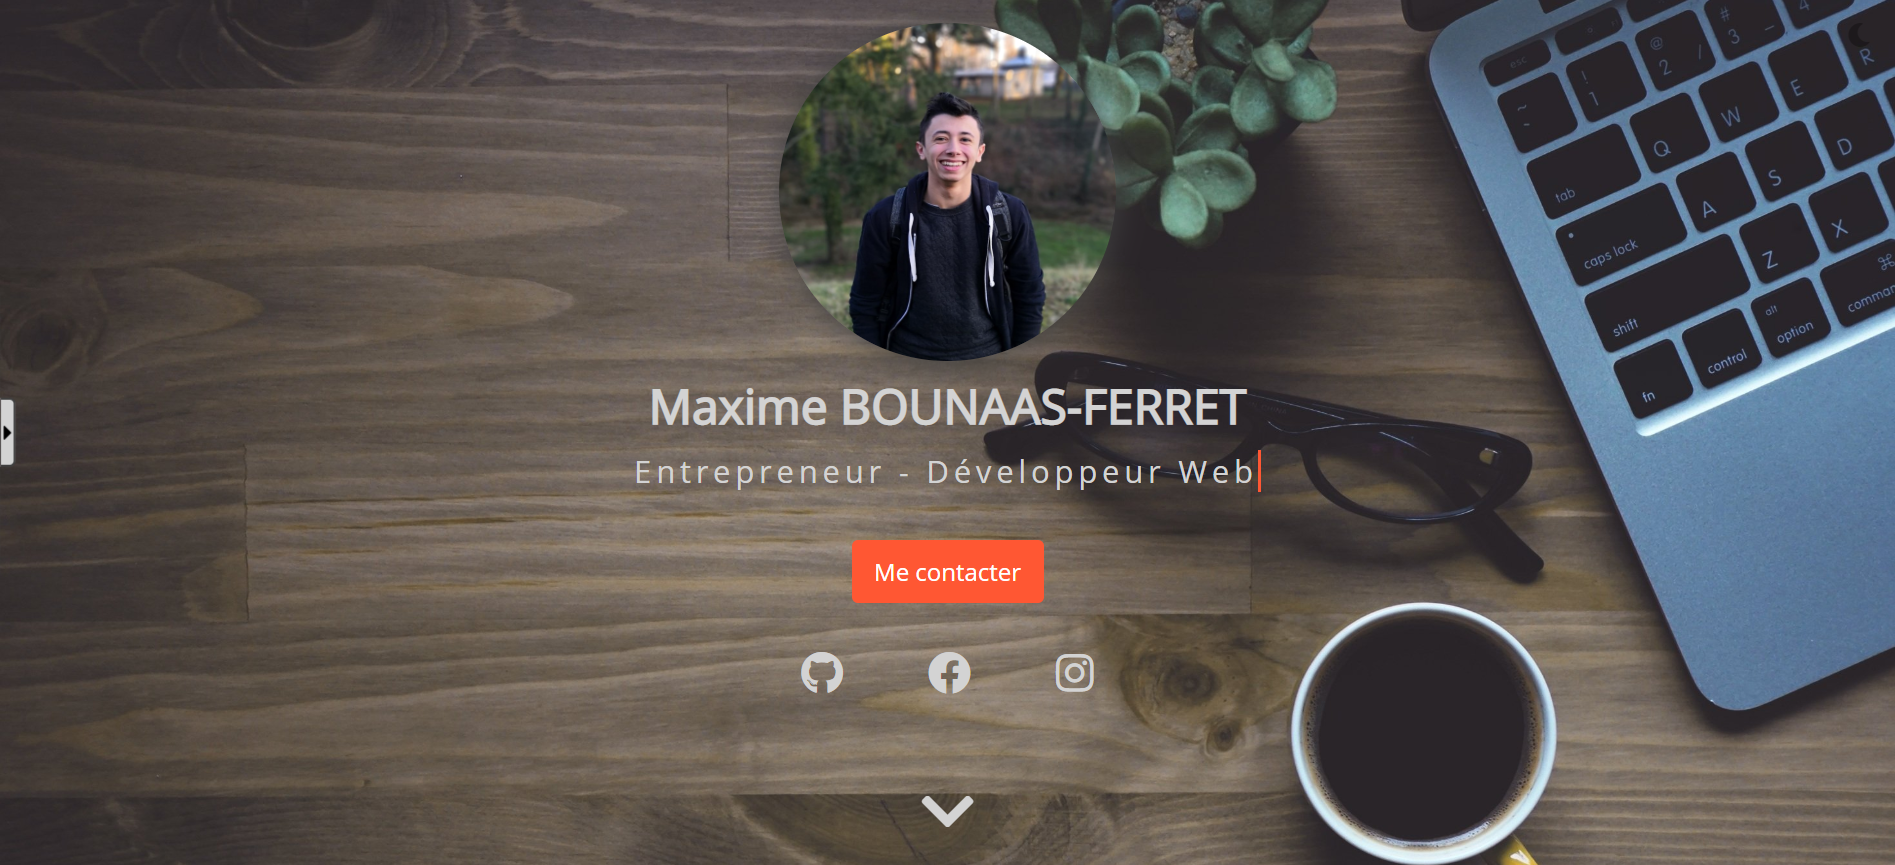 Maxime BOUNAAS-FERRET
Entrepreneur - Développeur Web
Me contacter
esc
~ ` ! 1 @ 2 # 3 4
tab Q W E R
caps lock A S D
shift Z X
fn control alt option ⌘ comman